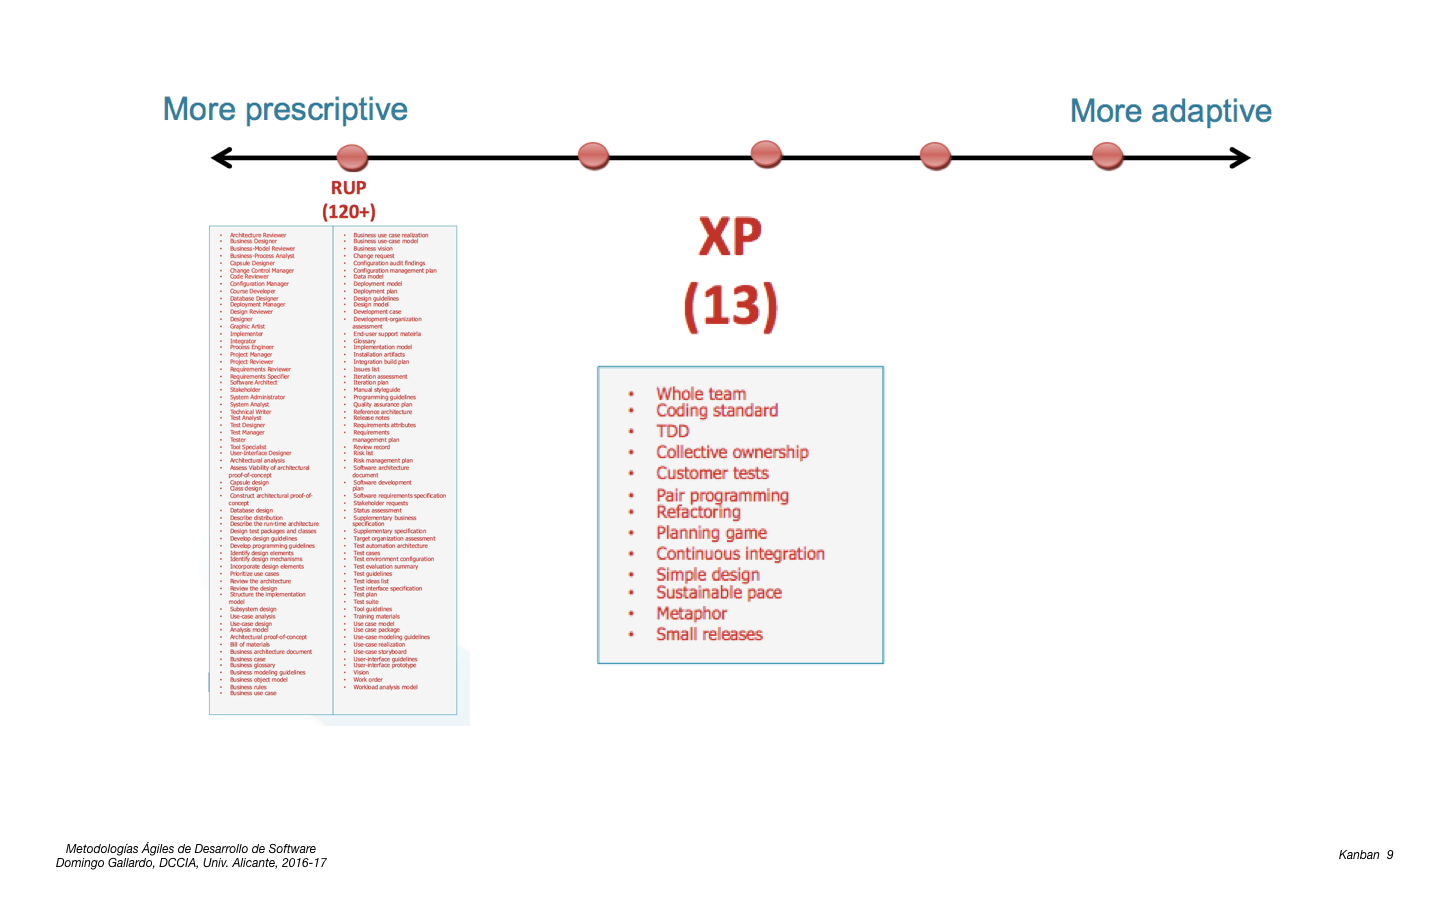 More prescriptive
More adaptive
RUP
(120+)
• Architecture Reviewer
• Business Designer
• Business-Model Reviewer
• Business-Process Analyst
• Capsule Designer
• Change Control Manager
• Code Reviewer
• Configuration Manager
• Course Developer
• Database Designer
• Deployment Manager
• Design Reviewer
• Designer
• Graphic Artist
• Implementer
• Integrator
• Process Engineer
• Project Manager
• Project Reviewer
• Requirements Reviewer
• Requirements Specifier
• Software Architect
• Stakeholder
• System Administrator
• System Analyst
• Technical Writer
• Test Analyst
• Test Designer
• Test Manager
• Tester
• Tool Specialist
• User-Interface Designer
• Architectural analysis
• Assess Viability of architectural
proof-of-concept
• Capsule design
• Class design
• Construct architectural proof-of-
concept
• Database design
• Describe distribution
• Describe the run-time architecture
• Design test packages and classes
• Develop design guidelines
• Develop programming guidelines
• Identify design elements
• Identify design mechanisms
• Incorporate design elements
• Prioritize use cases
• Review the architecture
• Review the design
• Structure the implementation
model
• Subsystem design
• Use-case analysis
• Use-case design
• Analysis model
• Architectural proof-of-concept
• Bill of materials
• Business architecture document
• Business case
• Business glossary
• Business modeling guidelines
• Business object model
• Business rules
• Business use case
• Business use case realization
• Business use-case model
• Business vision
• Change request
• Configuration audit findings
• Configuration management plan
• Data model
• Deployment model
• Deployment plan
• Design guidelines
• Design model
• Development case
• Development-organization
assessment
• End-user support mateirla
• Glossary
• Implementation model
• Installation artifacts
• Integration build plan
• Issues list
• Iteration assessment
• Iteration plan
• Manual styleguide
• Programming guidelines
• Quality assurance plan
• Reference architecture
• Release notes
• Requirements attributes
• Requirements
management plan
• Review record
• Risk list
• Risk management plan
• Software architecture
document
• Software development
plan
• Software requirements specification
• Stakeholder requests
• Status assessment
• Supplementary business
specification
• Supplementary specification
• Target organization assessment
• Test automation architecture
• Test cases
• Test environment configuration
• Test evaluation summary
• Test guidelines
• Test ideas list
• Test interface specification
• Test plan
• Test suite
• Tool guidelines
• Training materials
• Use case model
• Use case package
• Use-case modeling guidelines
• Use-case realization
• Use-case storyboard
• User-interface guidelines
• User-interface prototype
• Vision
• Work order
• Workload analysis model
XP
(13)
• Whole team
• Coding standard
• TDD
• Collective ownership
• Customer tests
• Pair programming
• Refactoring
• Planning game
• Continuous integration
• Simple design
• Sustainable pace
• Metaphor
• Small releases
Metodologías Ágiles de Desarrollo de Software
Domingo Gallardo, DCCIA, Univ. Alicante, 2016-17
Kanban 9